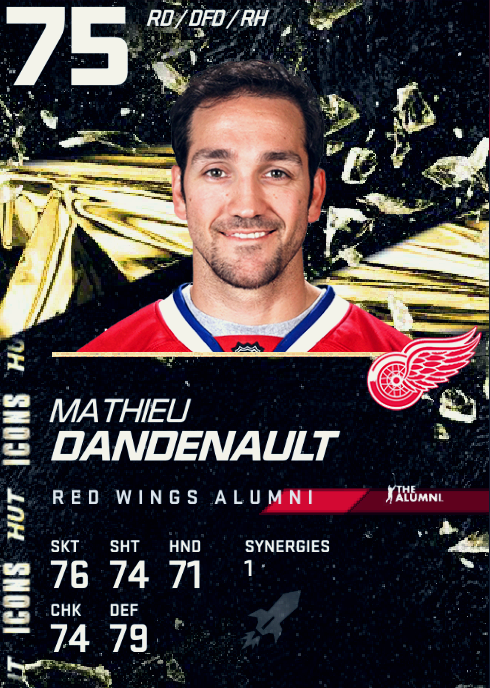 75
RD / DFD / RH
HUT
ICONS
HUT
ICONS
MATHIEU
DANDENAULT
RED WINGS ALUMNI
THE
ALUMNI
SKT SHT HND SYNERGIES
76 74 71 1
CHK DEF
74 79